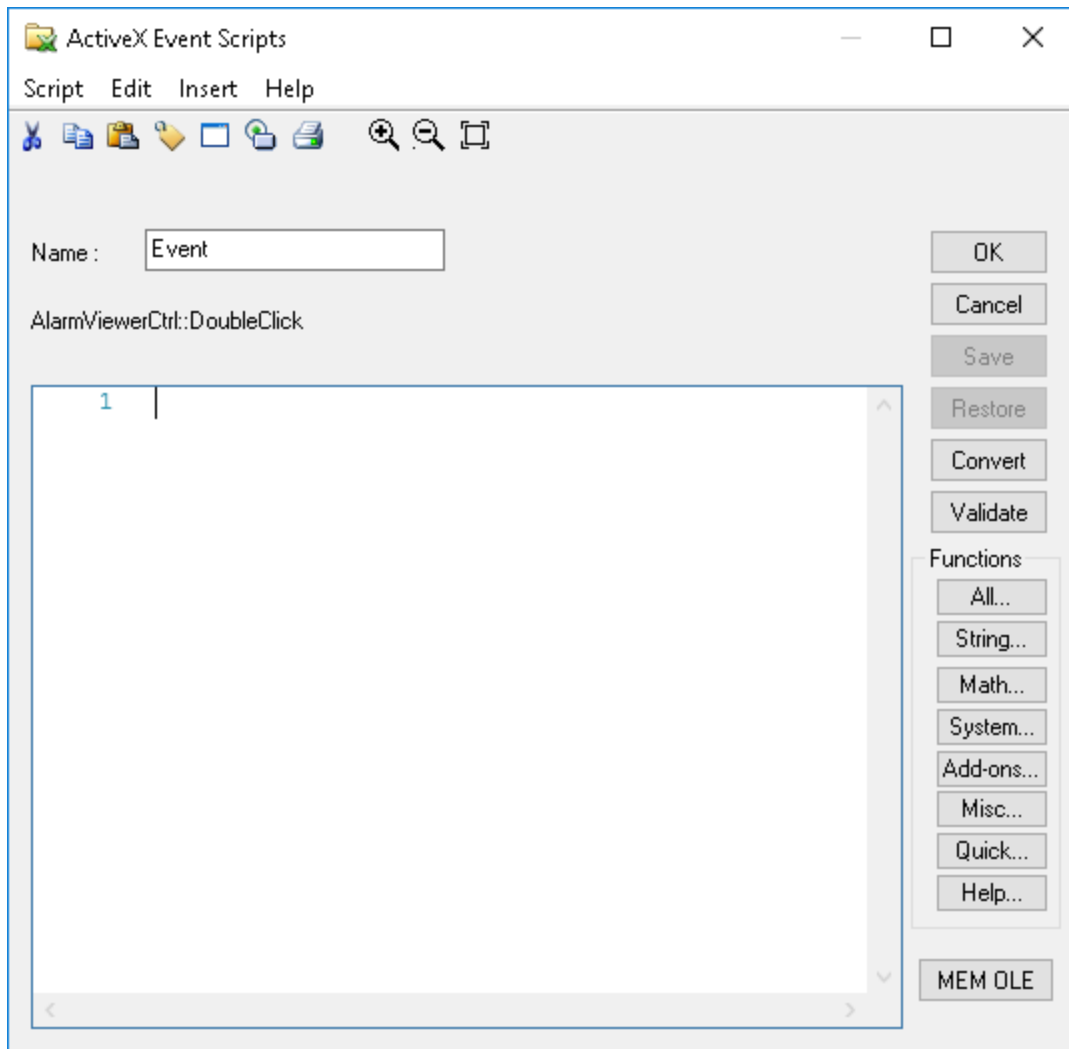 ActiveX Event Scripts
Script Edit Insert Help
Name : Event
OK
Cancel
AlarmViewerCtrl::DoubleClick
Save
1
Restore
Convert
Validate
Functions
All...
String...
Math...
System...
Add-ons...
Misc...
Quick...
Help...
MEM OLE